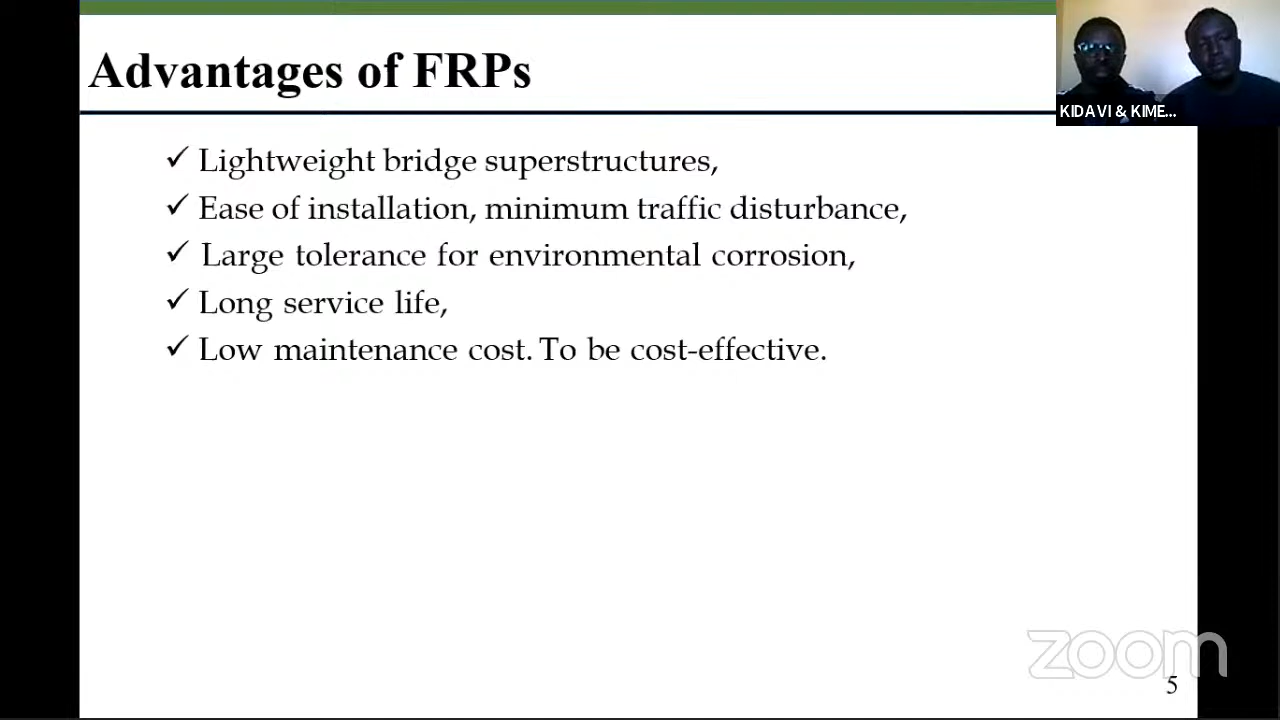 Advantages of FRPs
KIDAVI & KIME...
✓ Lightweight bridge superstructures,
✓ Ease of installation, minimum traffic disturbance,
✓ Large tolerance for environmental corrosion,
✓ Long service life,
✓ Low maintenance cost. To be cost-effective.
zoom
5